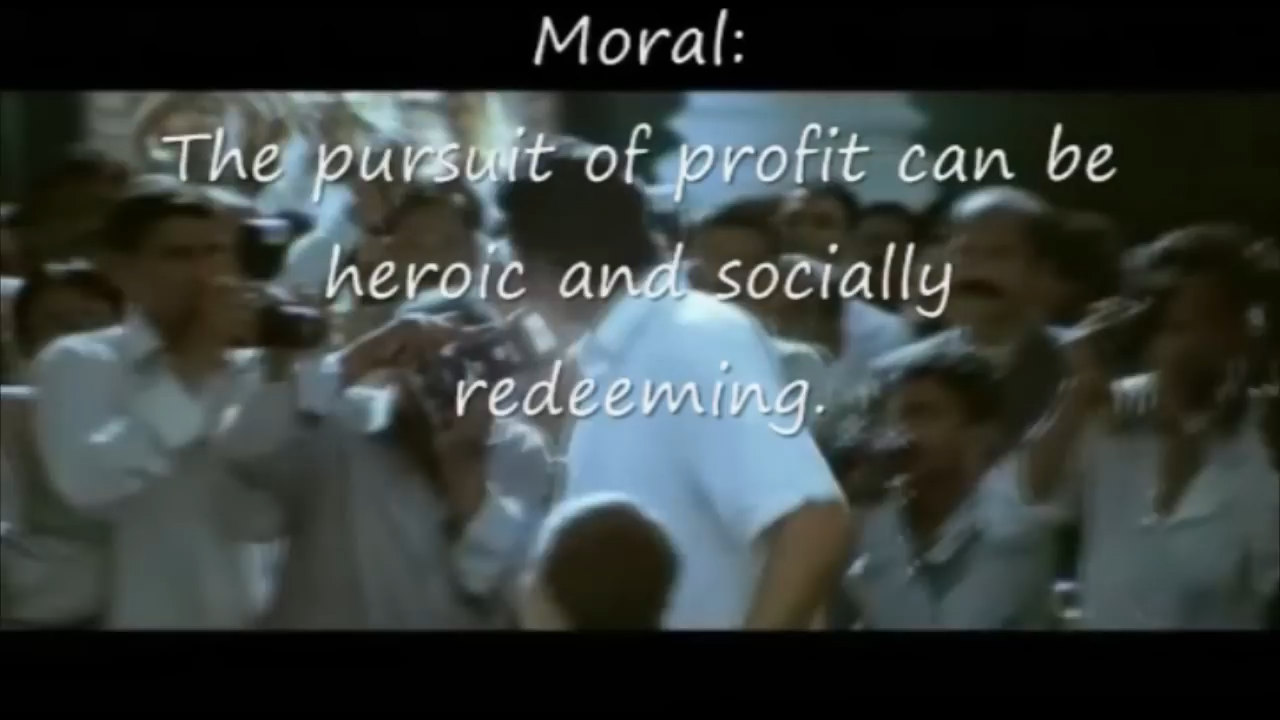 Moral:
The pursuit of profit can be
heroic and socially
redeeming.